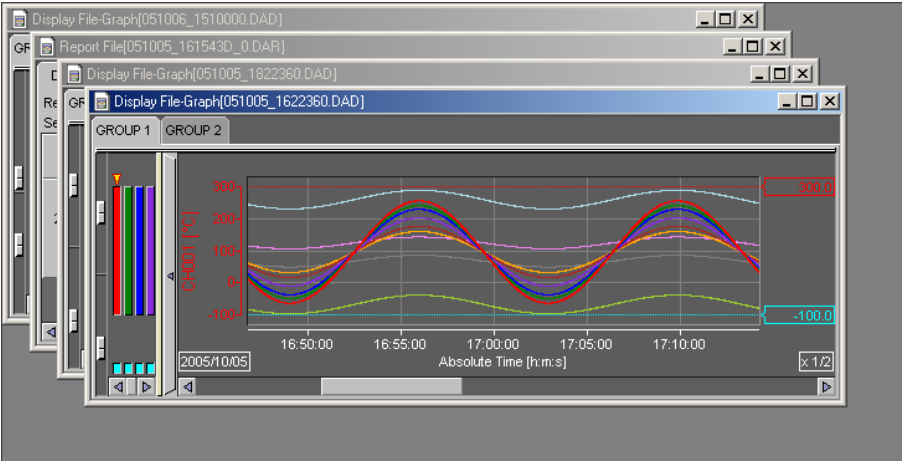 Display File-Graph[051006_1510000.DAD]
Report File[051005_161543D_0.DAR]
Display File-Graph[051005_1822360.DAD]
Display File-Graph[051005_1622360.DAD]
GROUP 1 GROUP 2
300
200
100
0
-100
CH001 [°C]
300.0
-100.0
16:50:00 16:55:00 17:00:00 17:05:00 17:10:00
2005/10/05 Absolute Time [h:m:s] x 1/2